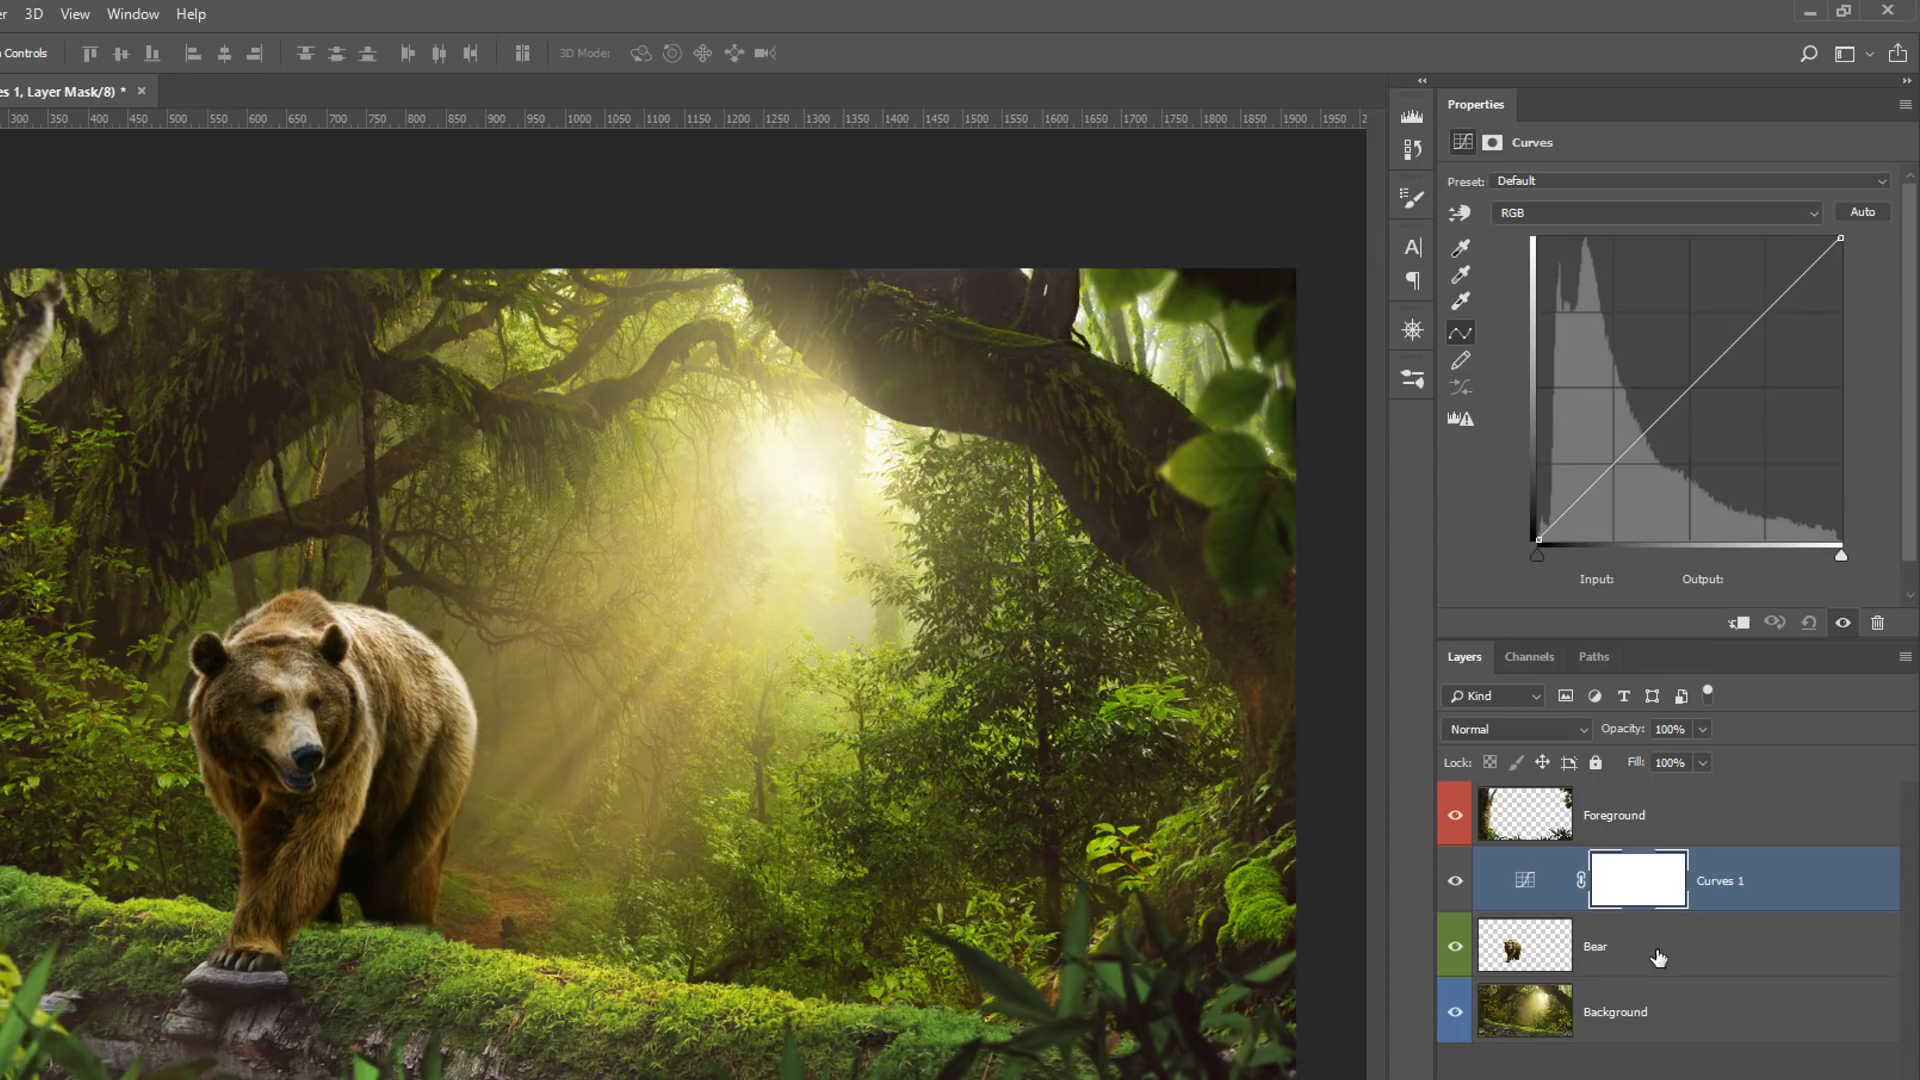 er 3D View Window Help
n Controls 3D Mode:
es 1, Layer Mask/8) *
300 350 400 450 500 550 600 650 700 750 800 850 900 950 1000 1050 1100 1150 1200 1250 1300 1350 1400 1450 1500 1550 1600 1650 1700 1750 1800 1850 1900 1950 2
Properties
Curves
Preset: Default
RGB Auto
Input: Output:
Layers Channels Paths
Kind
Normal Opacity: 100%
Lock: Fill: 100%
Foreground
Curves 1
Bear
Background